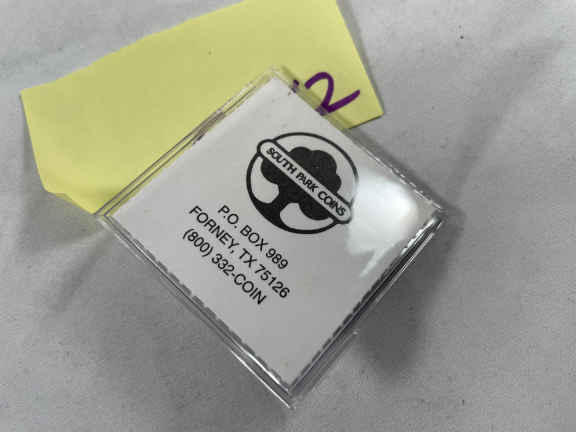 SOUTH PARK COINS
P.O. BOX 989
FORNEY, TX 75126
(800) 332-COIN